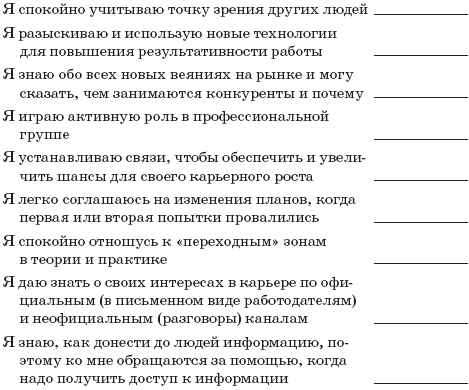 Я спокойно учитываю точку зрения других людей
Я разыскиваю и использую новые технологии
для повышения результативности работы
Я знаю обо всех новых веяниях на рынке и могу
сказать, чем занимаются конкуренты и почему
Я играю активную роль в профессиональной
группе
Я устанавливаю связи, чтобы обеспечить и увели-
чить шансы для своего карьерного роста
Я легко соглашаюсь на изменения планов, когда
первая или вторая попытки провалились
Я спокойно отношусь к «переходным» зонам
в теории и практике
Я даю знать о своих интересах в карьере по офи-
циальным (в письменном виде работодателям)
и неофициальным (разговоры) каналам
Я знаю, как донести до людей информацию, по-
этому ко мне обращаются за помощью, когда
надо получить доступ к информации